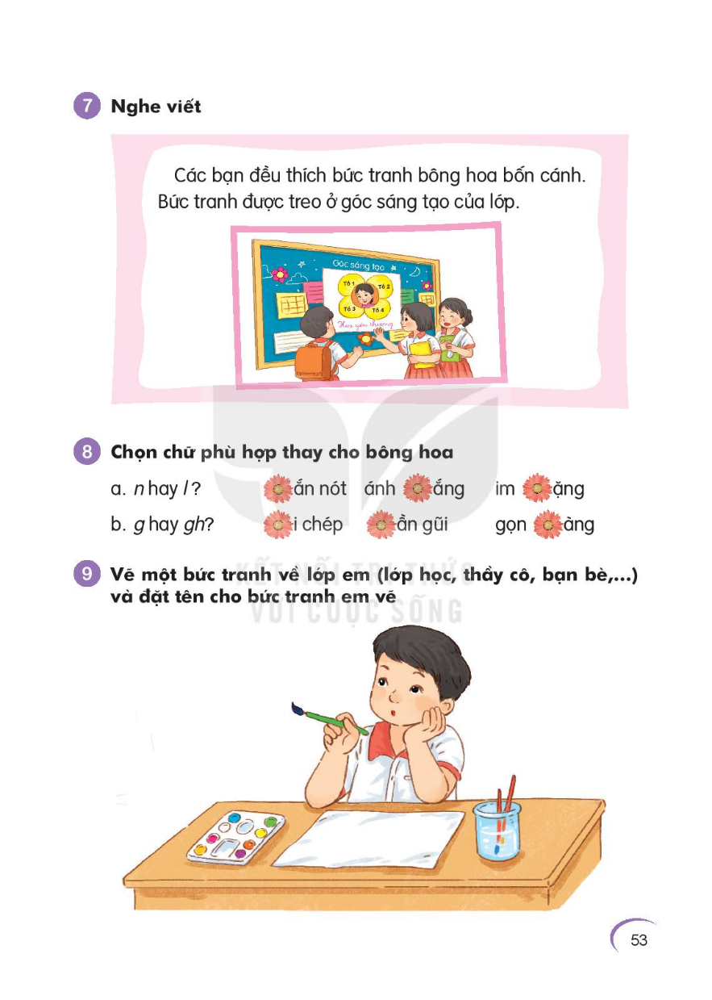 7 Nghe viết
Các bạn đều thích bức tranh bông hoa bốn cánh.
Bức tranh được treo ở góc sáng tạo của lớp.
Góc sáng tạo
Tổ 1 Tổ 2
Tổ 3 Tổ 4
Hoa yêu thương
8 Chọn chữ phù hợp thay cho bông hoa
a. n hay l? ắn nót ánh ắng im ặng
b. g hay gh? i chép ần gũi gọn àng
KẾT NỐI TRI THỨC
9 Vẽ một bức tranh về lớp em (lớp học, thầy cô, bạn bè,...)
và đặt tên cho bức tranh em vẽ
VỚI CUỘC SỐNG
53